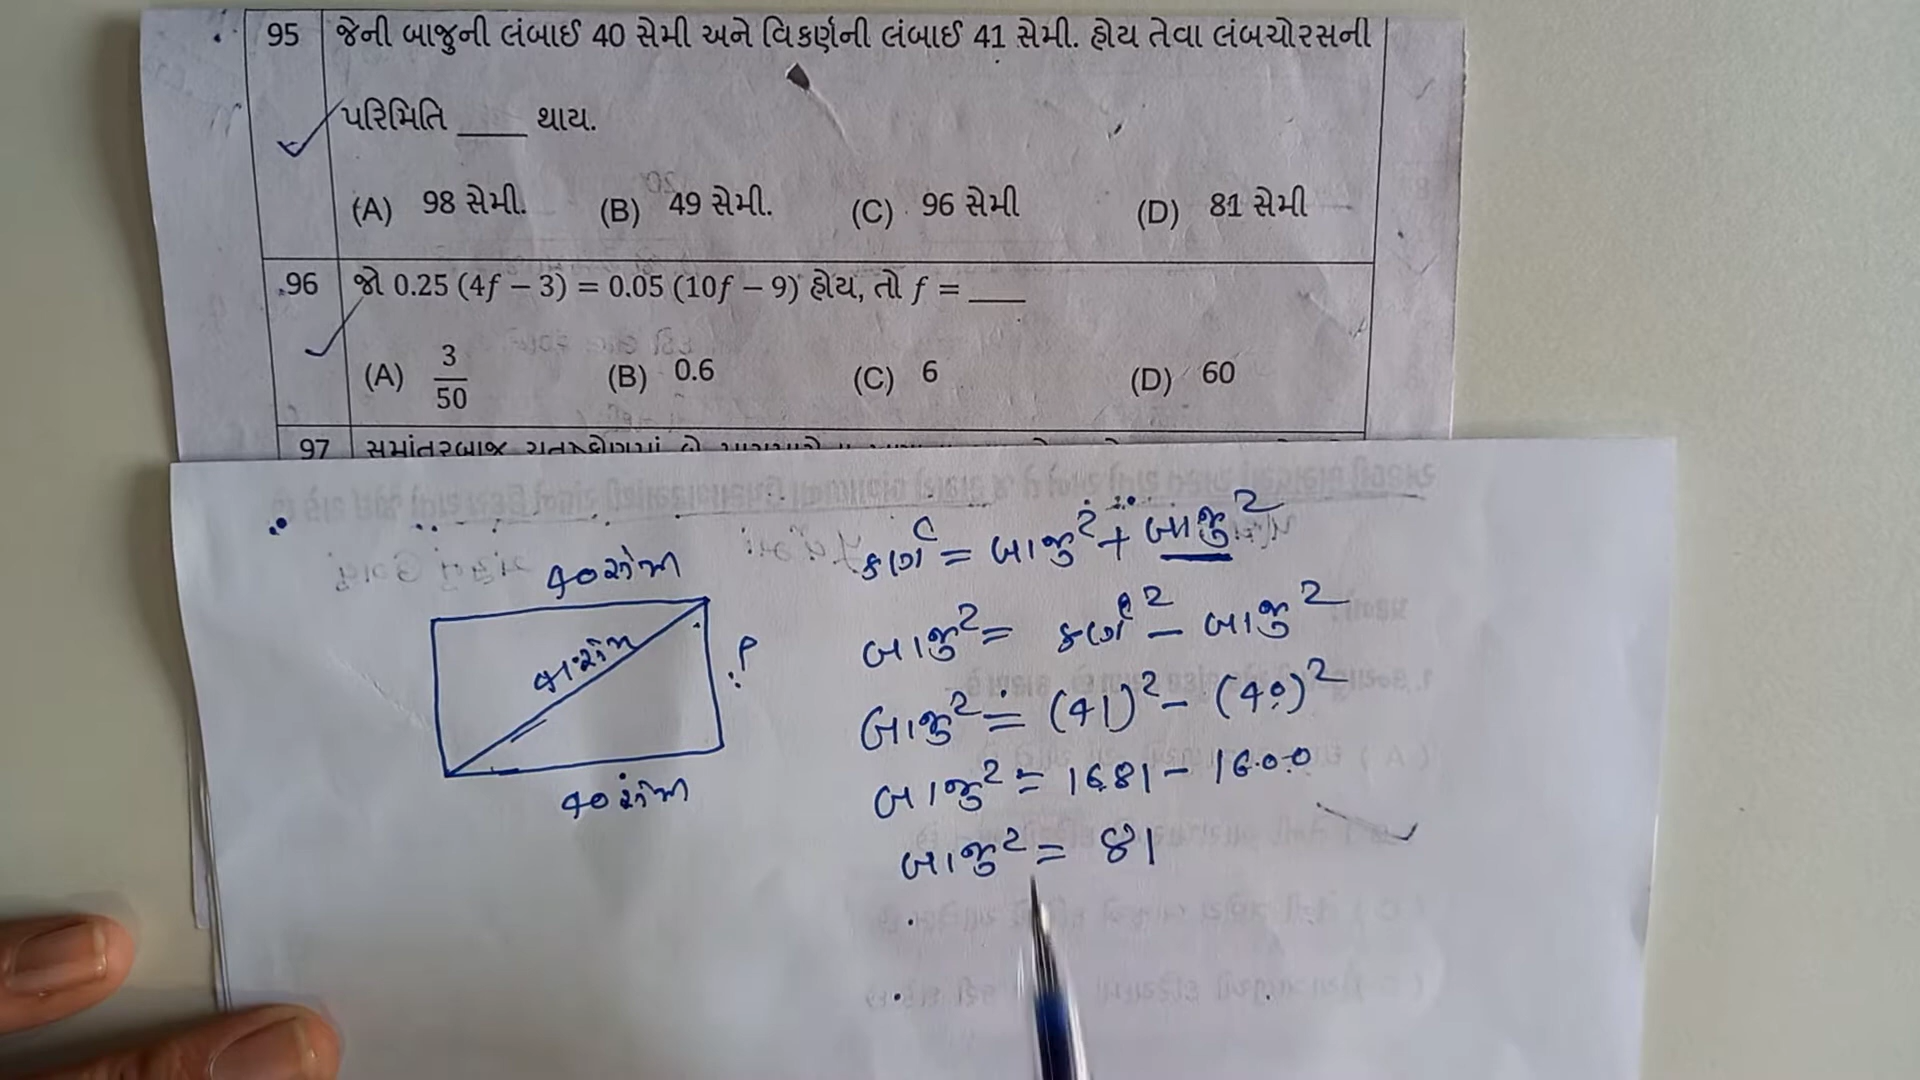 95 જેની બાજુની લંબાઈ 40 સેમી અને વિકર્ણની લંબાઈ 41 સેમી. હોય તેવા લંબચોરસની
પરિમિતિ ____ થાય.
(A) 98 સેમી. (B) 49 સેમી. (C) 96 સેમી (D) 81 સેમી
96 જો 0.25 (4f – 3) = 0.05 (10f – 9) હોય, તો f = ____
(A) 3/50 (B) 0.6 (C) 6 (D) 60
97 સમાંતરબાજુ
40 સેમી
41 સેમી
?
40 સેમી
કર્ણ² = બાજુ² + બાજુ²
બાજુ² = કર્ણ² – બાજુ²
બાજુ² = (41)² – (40)²
બાજુ² = 1681 – 1600
બાજુ² = 81